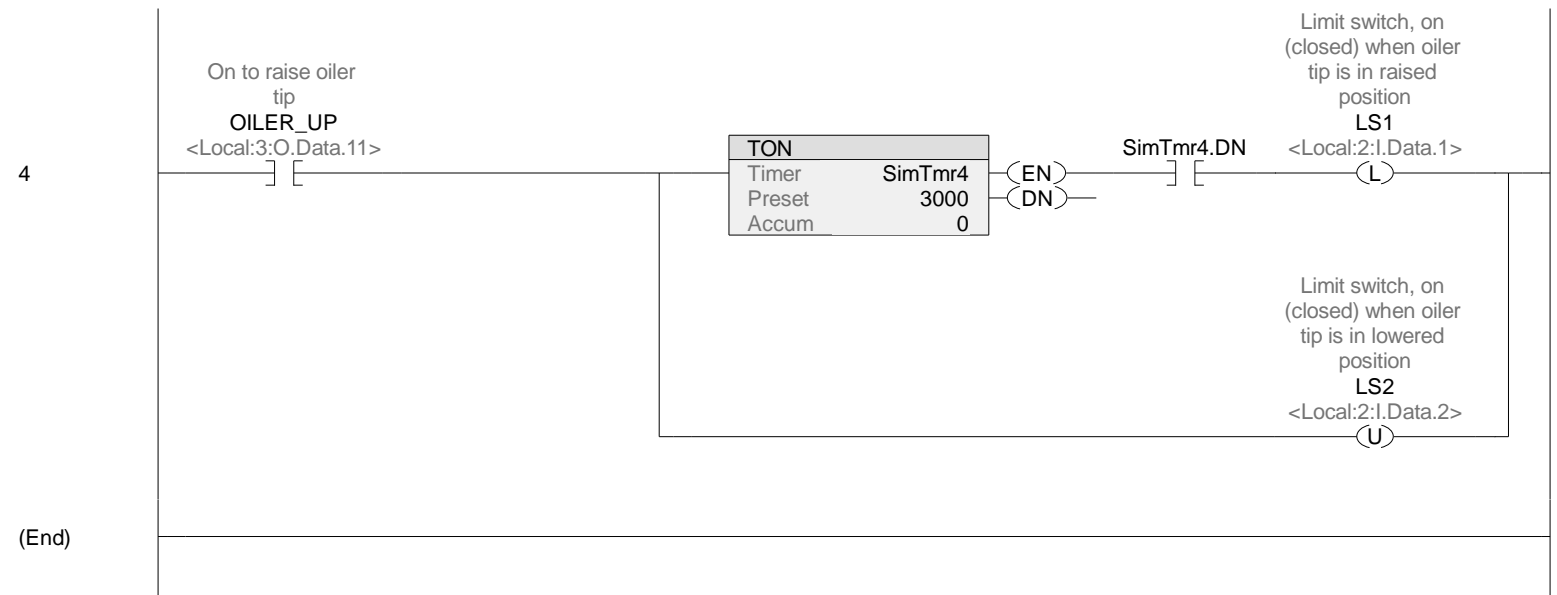 On to raise oiler
tip
OILER_UP
<Local:3:O.Data.11>
4
TON
Timer SimTmr4
Preset 3000
Accum 0
EN
DN
SimTmr4.DN
Limit switch, on
(closed) when oiler
tip is in raised
position
LS1
<Local:2:I.Data.1>
L
Limit switch, on
(closed) when oiler
tip is in lowered
position
LS2
<Local:2:I.Data.2>
U
(End)